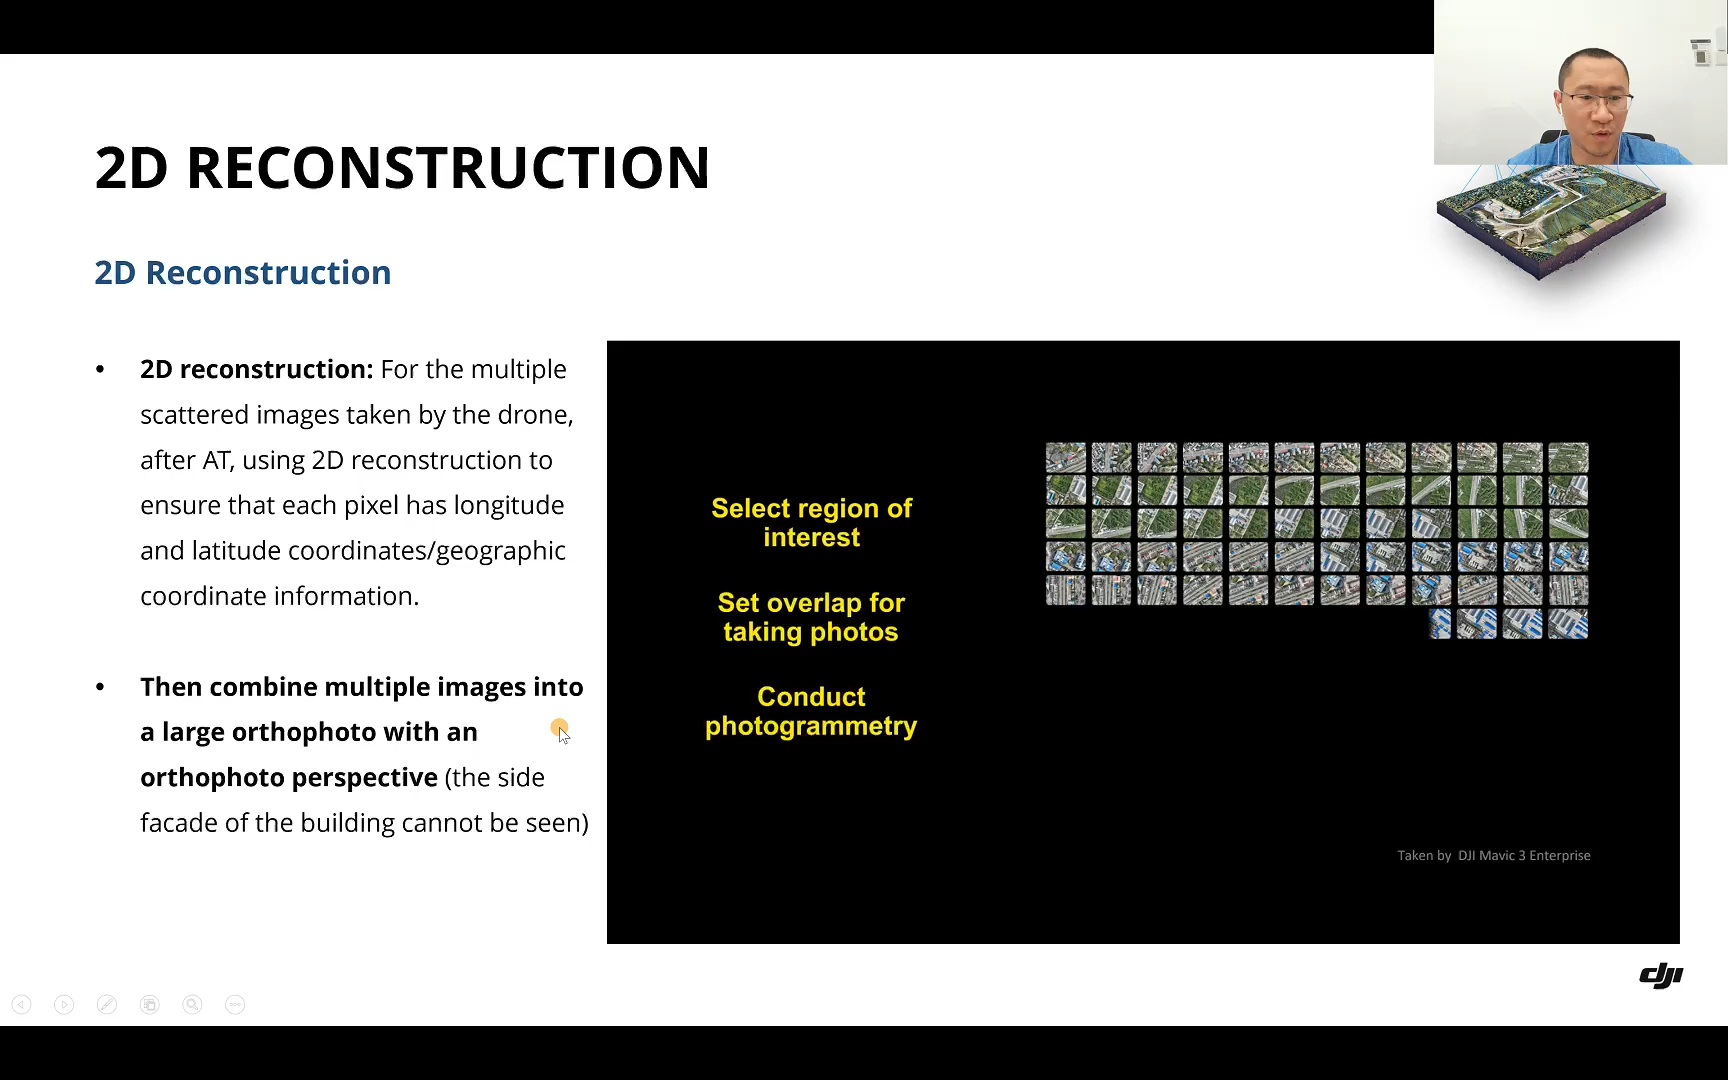 2D RECONSTRUCTION
2D Reconstruction
• 2D reconstruction: For the multiple
scattered images taken by the drone,
after AT, using 2D reconstruction to
ensure that each pixel has longitude
and latitude coordinates/geographic
coordinate information.
• Then combine multiple images into
a large orthophoto with an
orthophoto perspective (the side
facade of the building cannot be seen)
Select region of
interest
Set overlap for
taking photos
Conduct
photogrammetry
Taken by DJI Mavic 3 Enterprise
dji